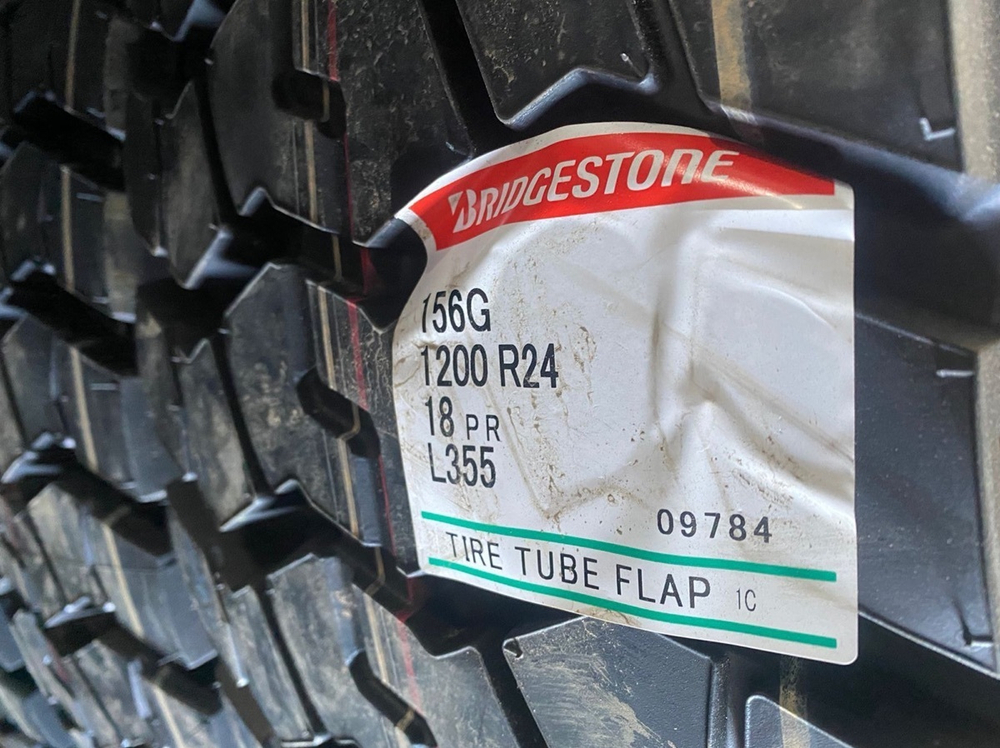 BRIDGESTONE
156G
1200 R24
18 PR
L355
09784
TIRE TUBE FLAP 1C